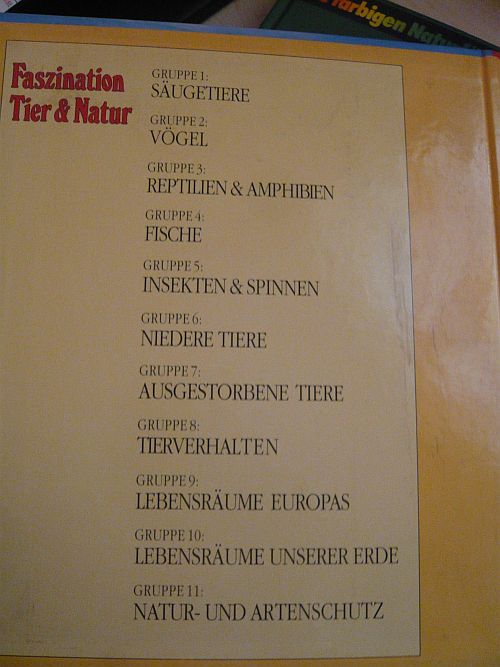 farbigen Natur
Faszination
Tier & Natur
GRUPPE 1:
SÄUGETIERE
GRUPPE 2:
VÖGEL
GRUPPE 3:
REPTILIEN & AMPHIBIEN
GRUPPE 4:
FISCHE
GRUPPE 5:
INSEKTEN & SPINNEN
GRUPPE 6:
NIEDERE TIERE
GRUPPE 7:
AUSGESTORBENE TIERE
GRUPPE 8:
TIERVERHALTEN
GRUPPE 9:
LEBENSRÄUME EUROPAS
GRUPPE 10:
LEBENSRÄUME UNSERER ERDE
GRUPPE 11:
NATUR- UND ARTENSCHUTZ